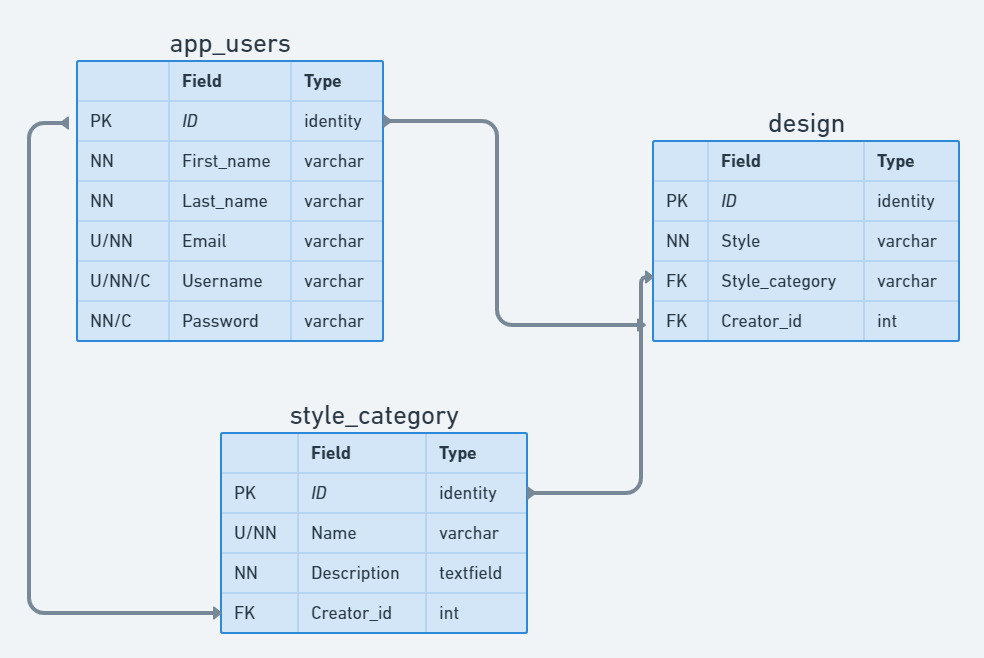 app_users
Field Type
PK ID identity
NN First_name varchar
NN Last_name varchar
U/NN Email varchar
U/NN/C Username varchar
NN/C Password varchar
design
Field Type
PK ID identity
NN Style varchar
FK Style_category varchar
FK Creator_id int
style_category
Field Type
PK ID identity
U/NN Name varchar
NN Description textfield
FK Creator_id int